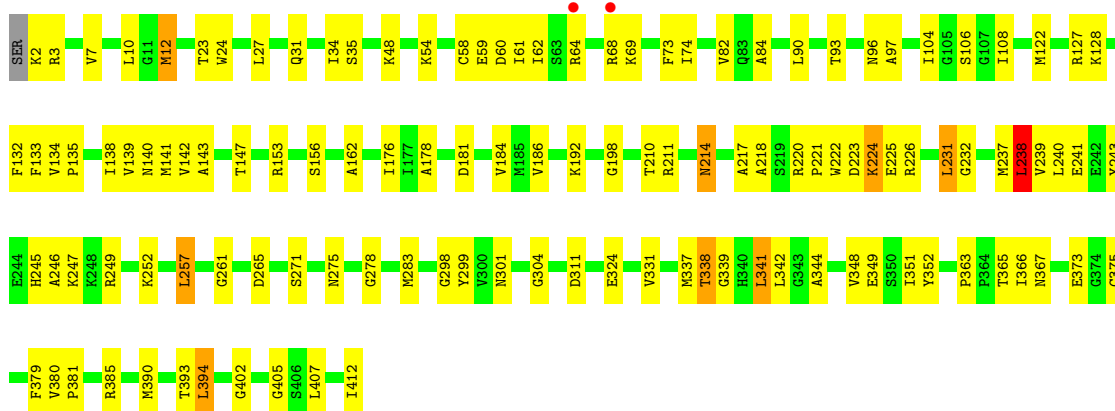 SER K2 R3 V7 L10 G11 M12 T23 W24 L27 Q31 I34 S35 K48 K54 C58 E59 D60 I61 I62 S63 R64 R68 K69 F73 I74 V82 Q83 A84 L90 T93 N96 A97 I104 G105 S106 G107 I108 M122 R127 K128
F132 F133 V134 P135 I138 V139 N140 M141 V142 A143 T147 R153 S156 A162 I176 I177 A178 D181 V184 M185 V186 K192 G198 T210 R211 N214 A217 A218 S219 R220 P221 W222 D223 K224 E225 R226 L231 G232 M237 L238 V239 L240 E241 E242
E244 H245 A246 K247 K248 R249 K252 L257 G261 D265 S271 N275 G278 M283 G298 Y299 V300 N301 G304 D311 E324 V331 M337 T338 G339 H340 L341 L342 G343 A344 V348 E349 S350 I351 Y352 P363 P364 T365 I366 N367 E373 G374
F379 V380 P381 R385 M390 T393 L394 G402 G405 S406 L407 I412